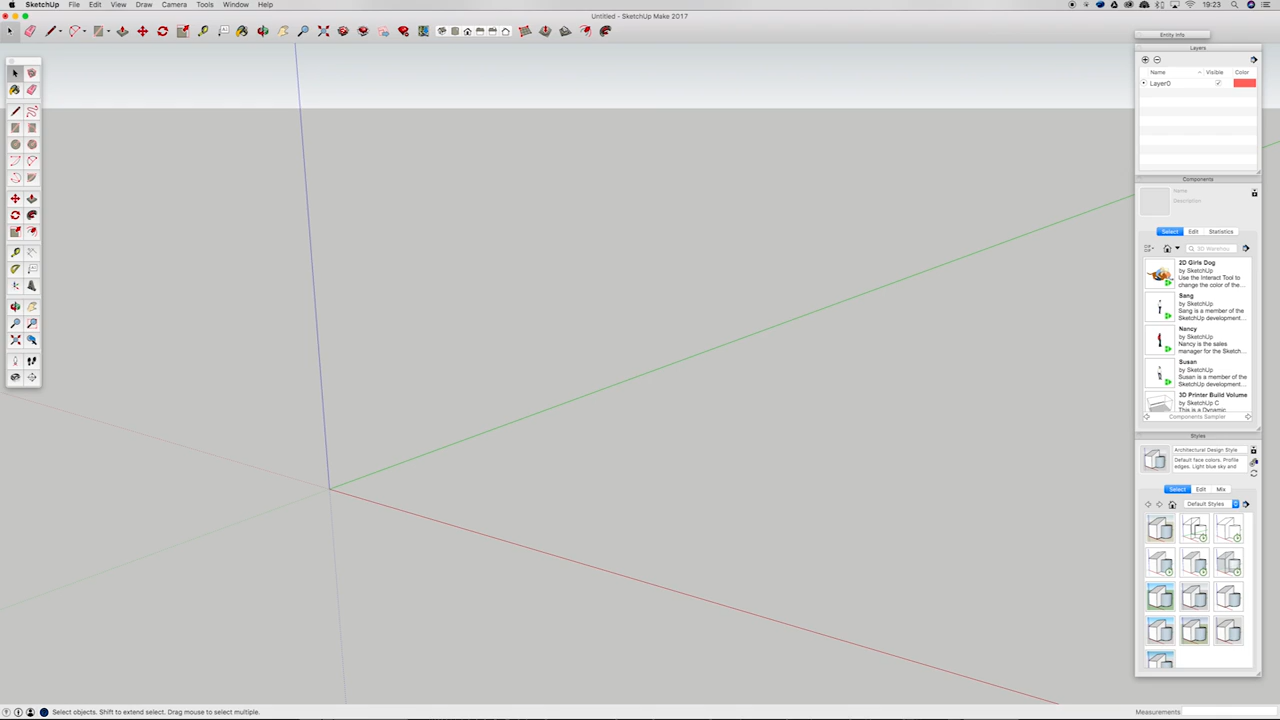 SketchUp File Edit View Draw Camera Tools Window Help 19:23
Untitled - SketchUp Make 2017
Entity Info
Layers
Name Visible Color
Layer0
Components
Name
Description
Select Edit Statistics
3D Warehou
2D Girls Dog
by SketchUp
Use the Interact Tool to
change the color of the...
Sang
by SketchUp
Sang is a member of the
SketchUp development...
Nancy
by SketchUp
Nancy is the sales
manager for the Sketch...
Susan
by SketchUp
Susan is a member of the
SketchUp development...
3D Printer Build Volume
by SketchUp C
This is a Dynamic
Components Sampler
Styles
Architectural Design Style
Default face colors. Profile
edges. Light blue sky and
Select Edit Mix
Default Styles
Select objects. Shift to extend select. Drag mouse to select multiple.
Measurements